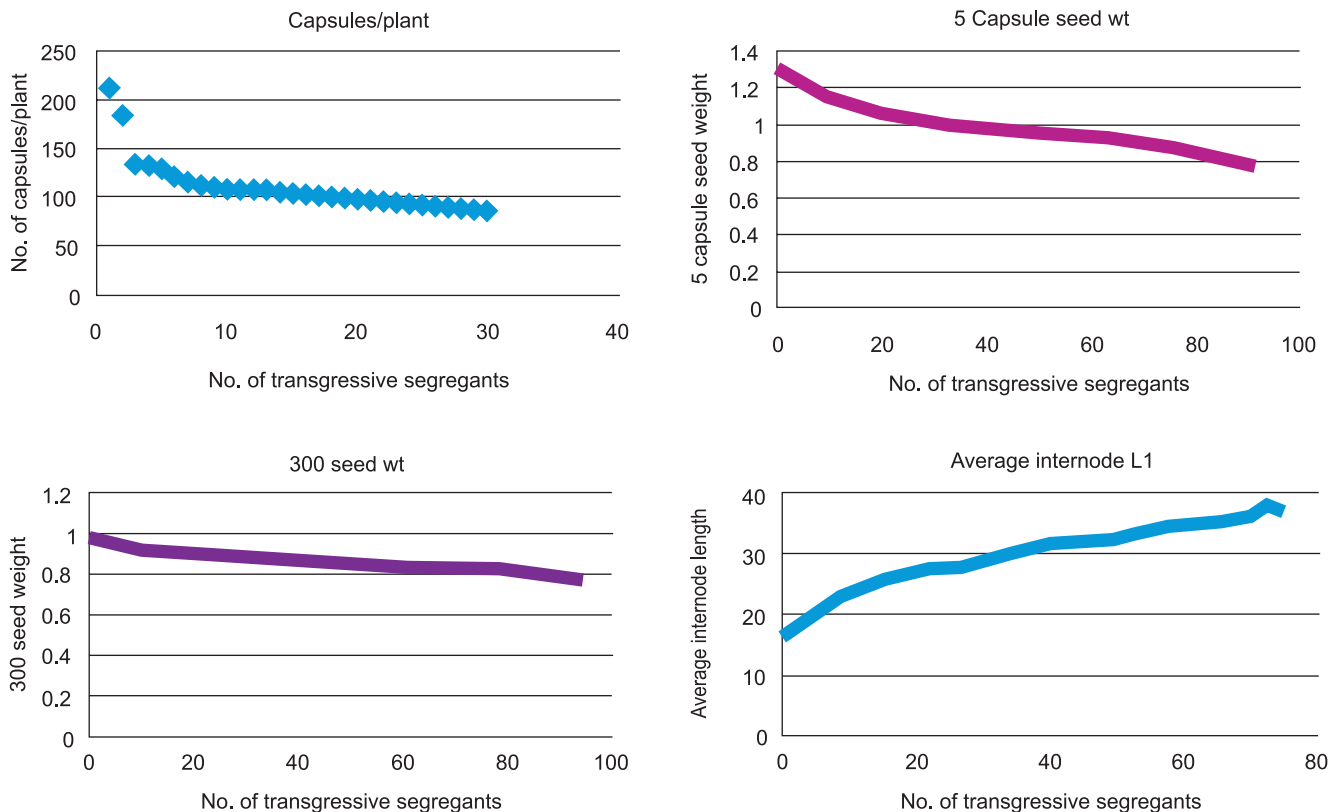 Capsules/plant
No. of capsules/plant
250
200
150
100
50
0
0 10 20 30 40
No. of transgressive segregants
5 Capsule seed wt
5 capsule seed weight
1.4
1.2
1
0.8
0.6
0.4
0.2
0
0 20 40 60 80 100
No. of transgressive segregants
300 seed wt
300 seed weight
1.2
1
0.8
0.6
0.4
0.2
0
0 20 40 60 80 100
No. of transgressive segregants
Average internode L1
Average internode length
40
30
20
10
0
0 20 40 60 80
No. of transgressive segregants